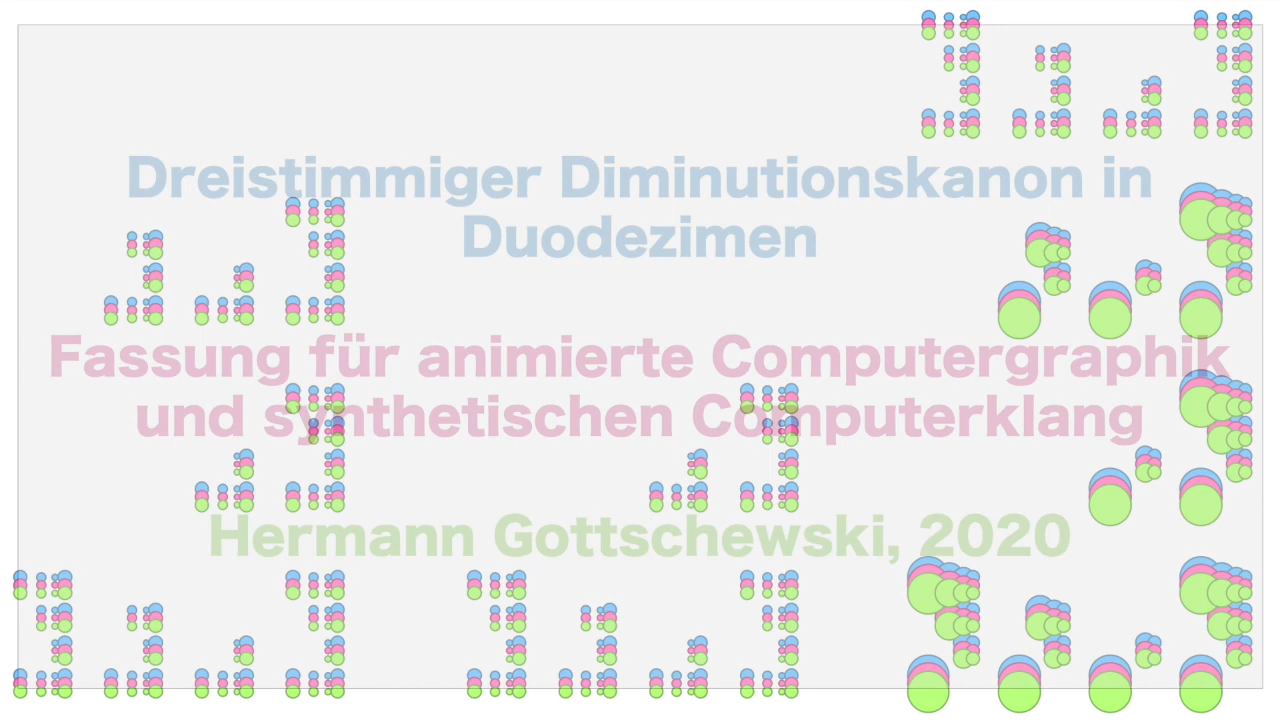 Dreistimmiger Diminutionskanon in
Duodezimen
Fassung für animierte Computergraphik
und synthetischen Computerklang
Hermann Gottschewski, 2020